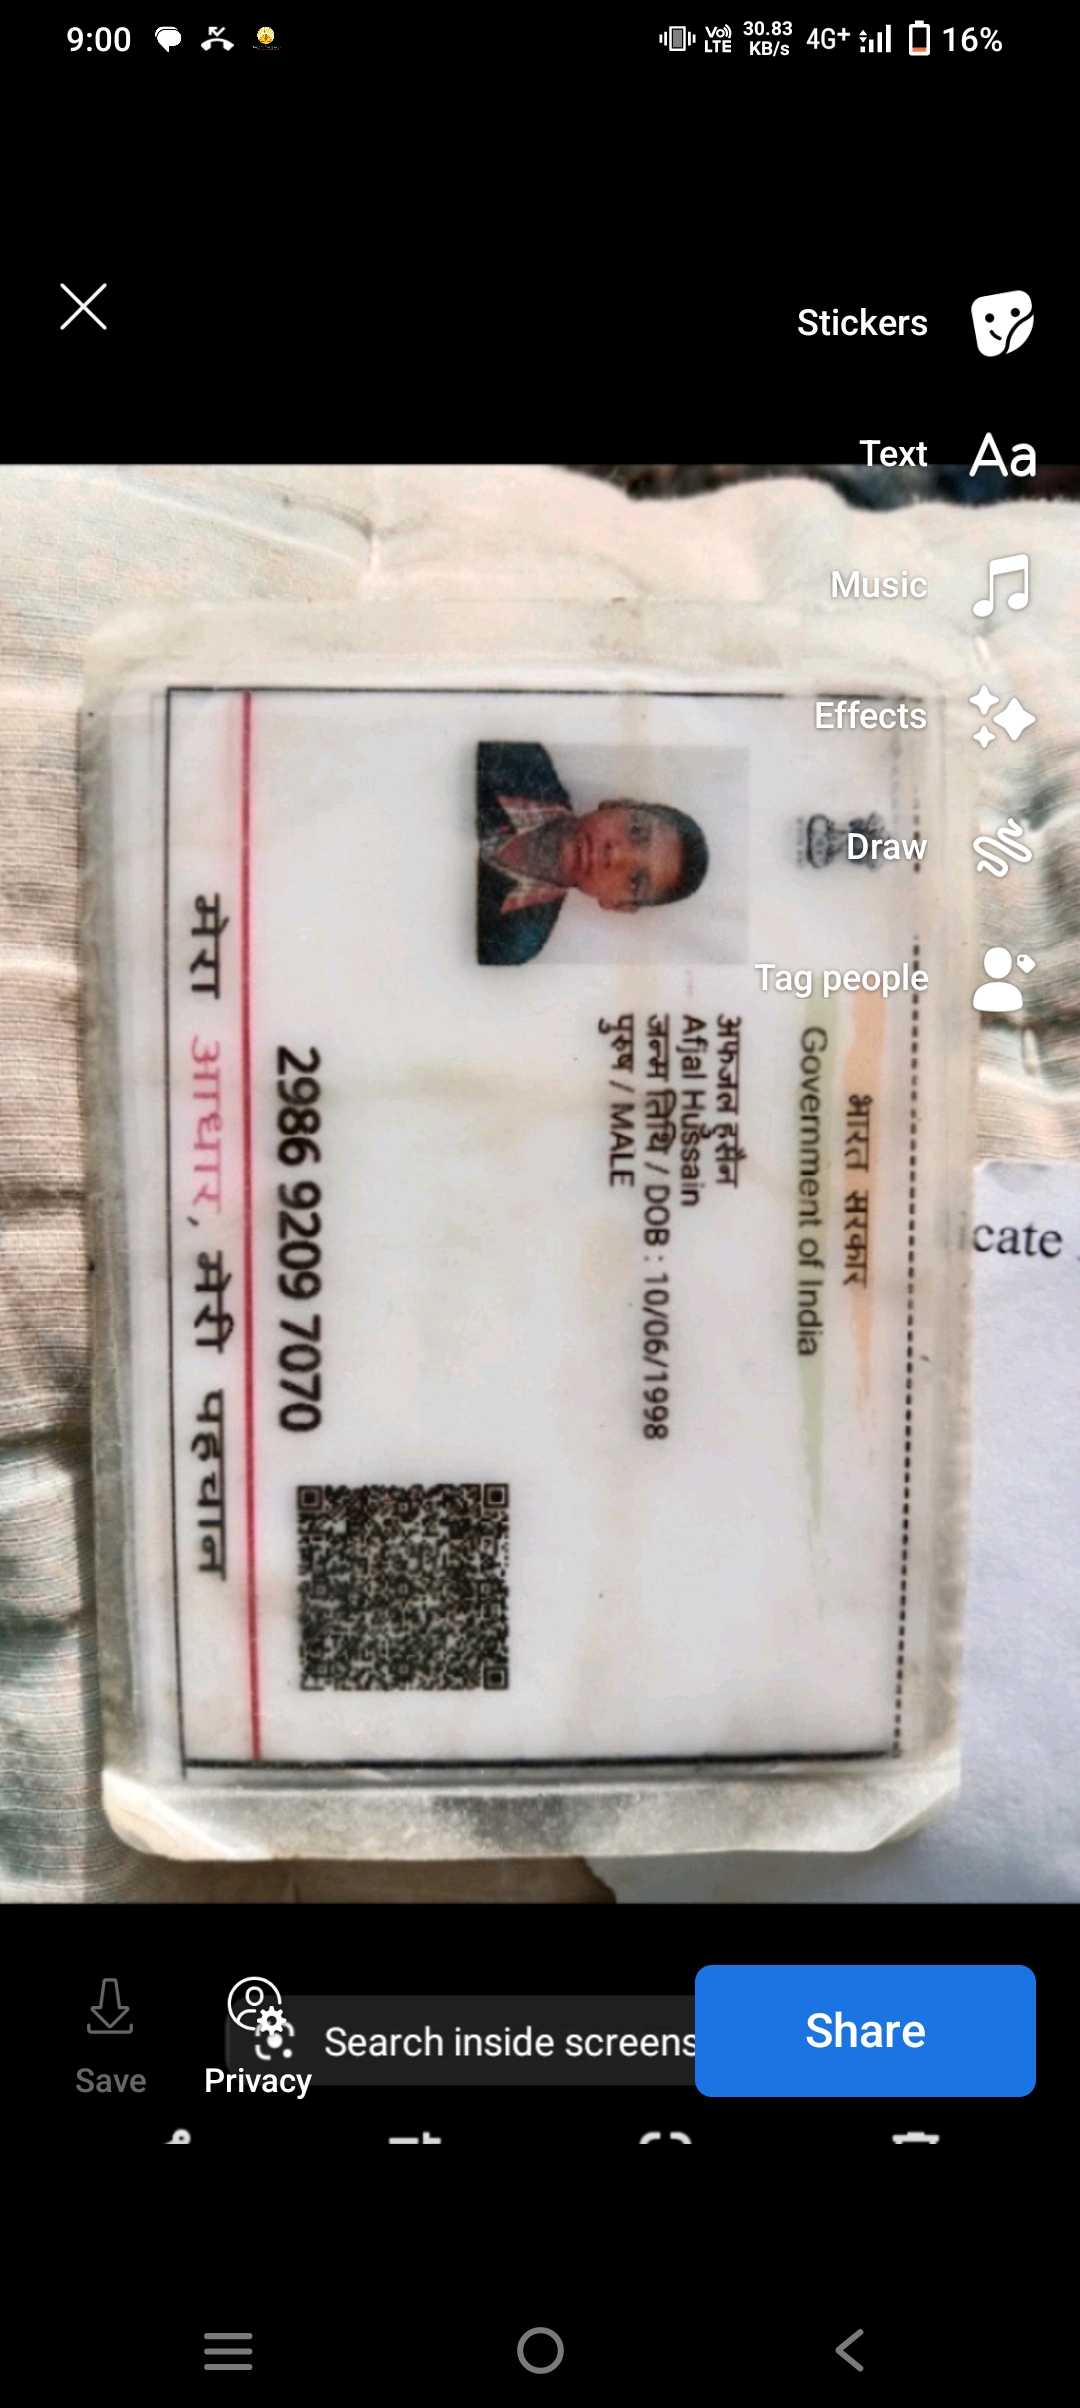 9:00
Vo)) LTE 30.83 KB/s 4G+ 16%
Stickers
Text
Music
Effects
Draw
Tag people
भारत सरकार
Government of India
अफजल हुसैन
Afjal Hussain
जन्म तिथि / DOB : 10/06/1998
पुरुष / MALE
2986 9209 7070
मेरा आधार, मेरी पहचान
cate
Save
Privacy
Search inside screens
Share